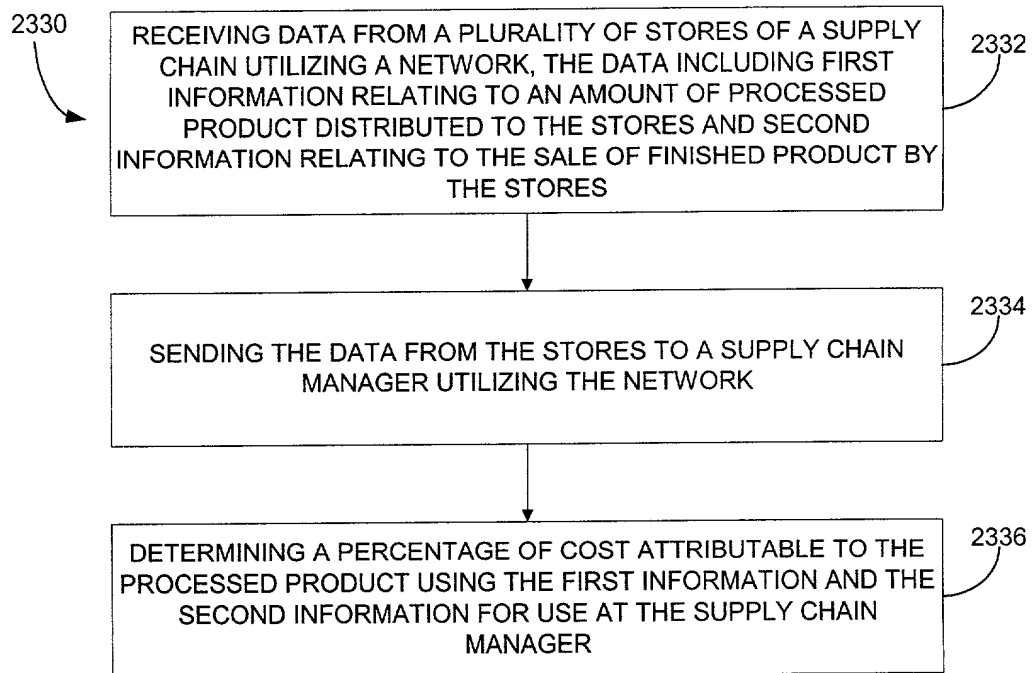 2330
RECEIVING DATA FROM A PLURALITY OF STORES OF A SUPPLY
CHAIN UTILIZING A NETWORK, THE DATA INCLUDING FIRST
INFORMATION RELATING TO AN AMOUNT OF PROCESSED
PRODUCT DISTRIBUTED TO THE STORES AND SECOND
INFORMATION RELATING TO THE SALE OF FINISHED PRODUCT BY
THE STORES
2332
SENDING THE DATA FROM THE STORES TO A SUPPLY CHAIN
MANAGER UTILIZING THE NETWORK
2334
DETERMINING A PERCENTAGE OF COST ATTRIBUTABLE TO THE
PROCESSED PRODUCT USING THE FIRST INFORMATION AND THE
SECOND INFORMATION FOR USE AT THE SUPPLY CHAIN
MANAGER
2336